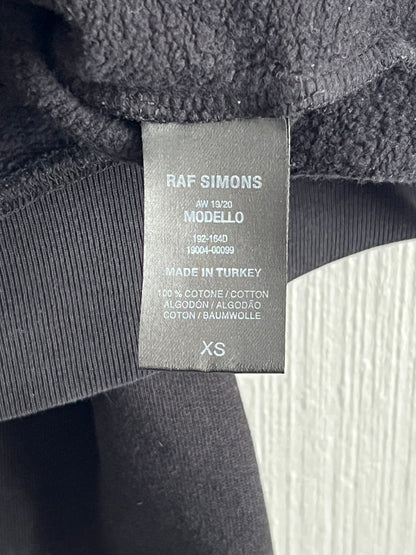 RAF SIMONS
AW 19/20
MODELLO
192-164D
19004-00099
MADE IN TURKEY
100 % COTONE / COTTON
ALGODÓN / ALGODÃO
COTON / BAUMWOLLE
XS